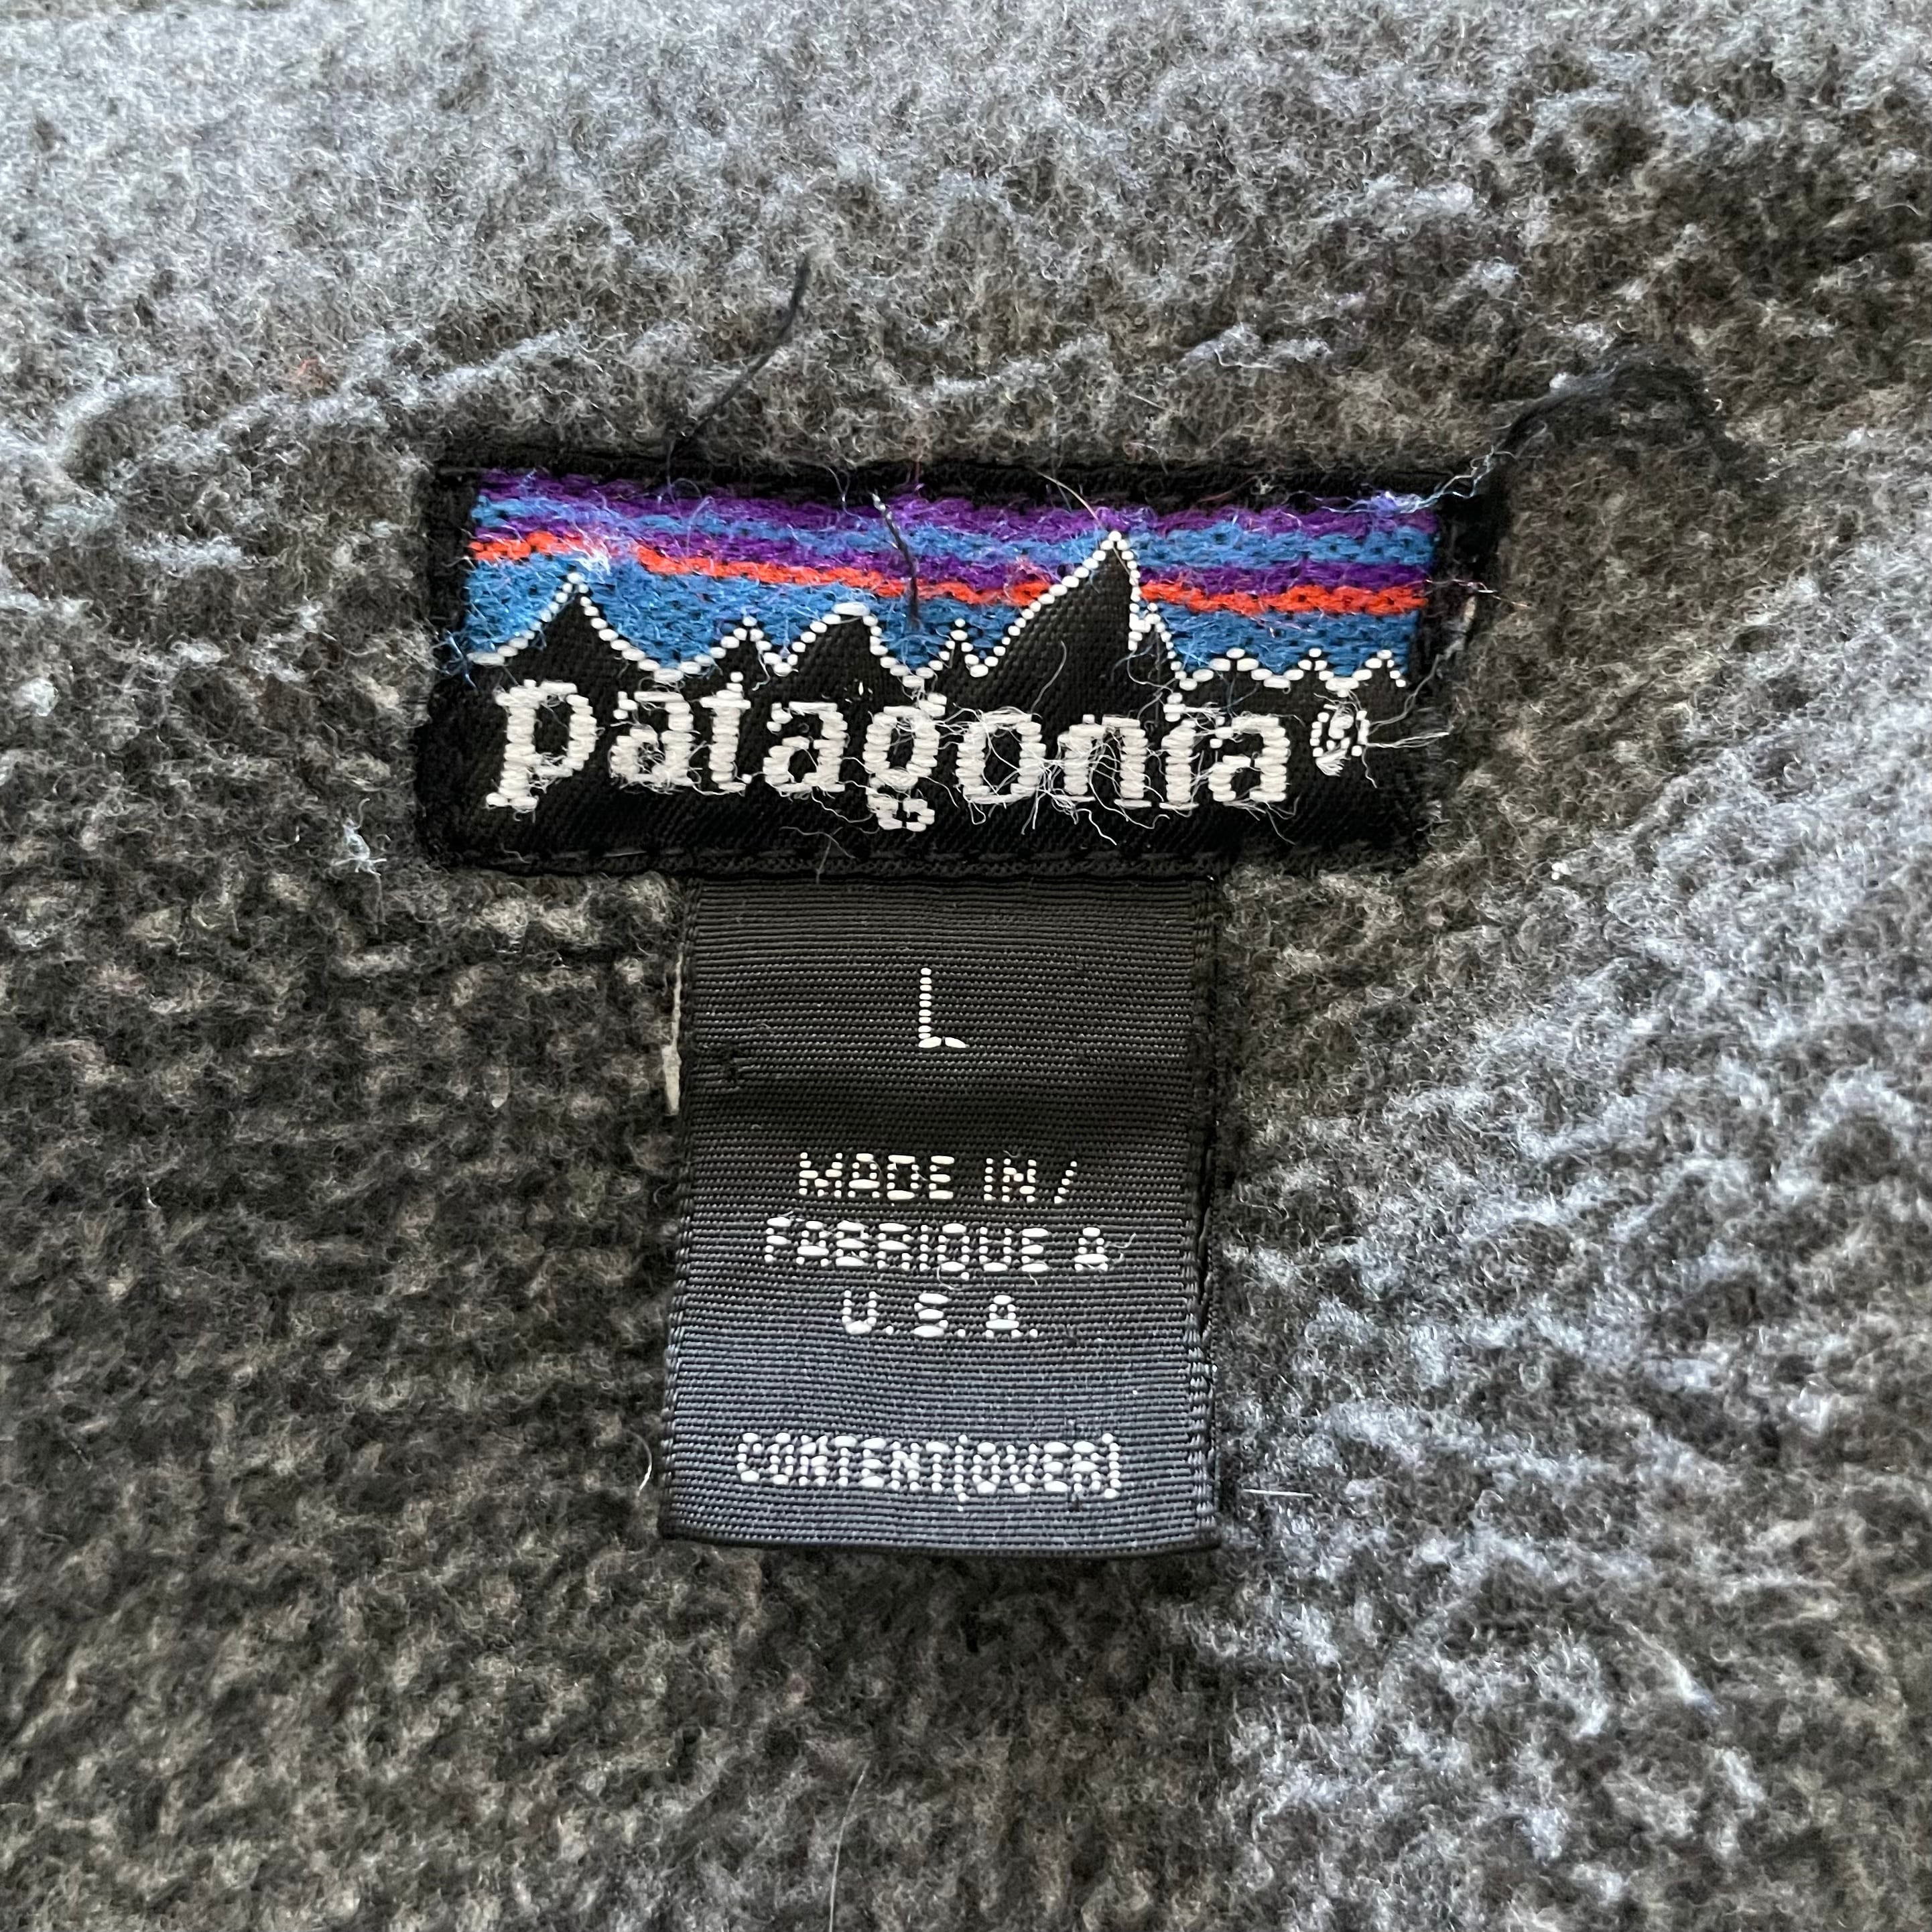 patagonia®
L
MADE IN/
FABRIQUE A
U.S.A.
CONTENT(OVER)